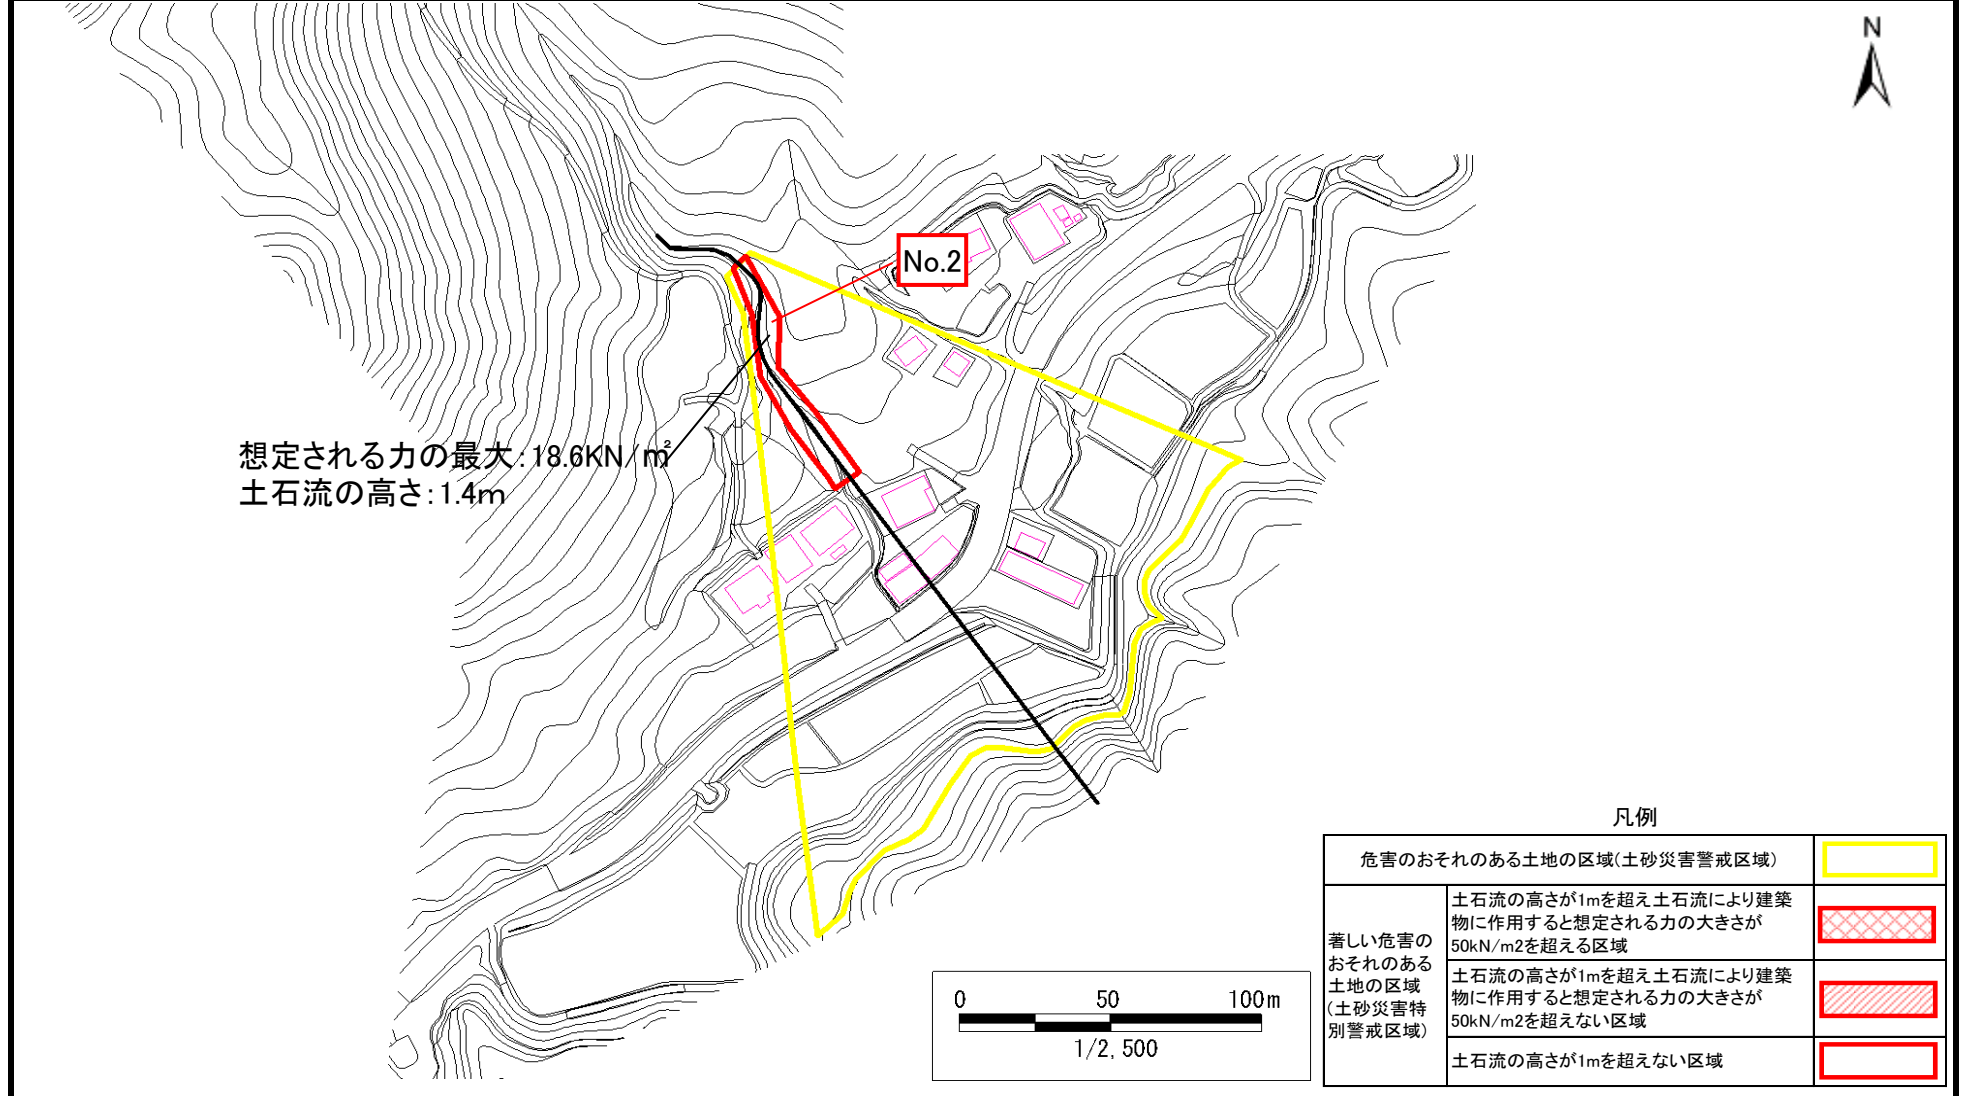 N
No.2
想定される力の最大:18.6KN/㎡
土石流の高さ:1.4m
凡例
危害のおそれのある土地の区域(土砂災害警戒区域)
著しい危害の
おそれのある
土地の区域
(土砂災害特
別警戒区域)
土石流の高さが1mを超え土石流により建築
物に作用すると想定される力の大きさが
50kN/m2を超える区域
土石流の高さが1mを超え土石流により建築
物に作用すると想定される力の大きさが
50kN/m2を超えない区域
土石流の高さが1mを超えない区域
0 50 100m
1/2,500